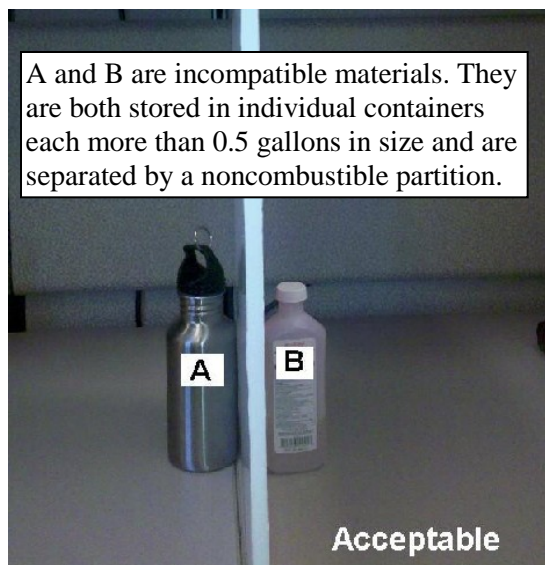 A and B are incompatible materials. They
are both stored in individual containers
each more than 0.5 gallons in size and are
separated by a noncombustible partition.
A
B
Acceptable